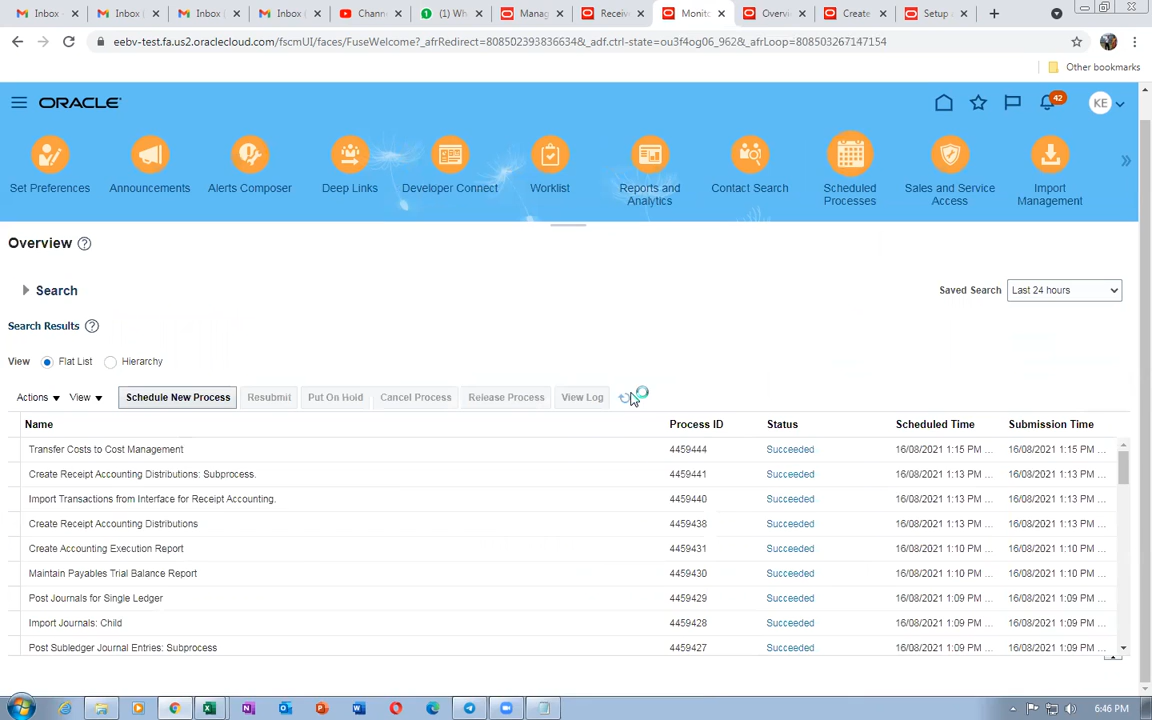 Inbox -
Inbox (
Inbox (
Inbox (
Chann
(1) Wh
Manag
Receiv
Monito
Overvi
Create
Setup
eebv-test.fa.us2.oraclecloud.com/fscmUI/faces/FuseWelcome?_afrRedirect=808502393836634&_adf.ctrl-state=ou3f4og06_962&_afrLoop=808503267147154
Other bookmarks
ORACLE
42
KE
Set Preferences
Announcements
Alerts Composer
Deep Links
Developer Connect
Worklist
Reports and
Analytics
Contact Search
Scheduled
Processes
Sales and Service
Access
Import
Management
Overview
Search
Saved Search Last 24 hours
Search Results
View Flat List Hierarchy
Actions View Schedule New Process Resubmit Put On Hold Cancel Process Release Process View Log
Name Process ID Status Scheduled Time Submission Time
Transfer Costs to Cost Management 4459444 Succeeded 16/08/2021 1:15 PM ... 16/08/2021 1:15 PM ...
Create Receipt Accounting Distributions: Subprocess. 4459441 Succeeded 16/08/2021 1:13 PM ... 16/08/2021 1:13 PM ...
Import Transactions from Interface for Receipt Accounting. 4459440 Succeeded 16/08/2021 1:13 PM ... 16/08/2021 1:13 PM ...
Create Receipt Accounting Distributions 4459438 Succeeded 16/08/2021 1:13 PM ... 16/08/2021 1:13 PM ...
Create Accounting Execution Report 4459431 Succeeded 16/08/2021 1:10 PM ... 16/08/2021 1:10 PM ...
Maintain Payables Trial Balance Report 4459430 Succeeded 16/08/2021 1:10 PM ... 16/08/2021 1:10 PM ...
Post Journals for Single Ledger 4459429 Succeeded 16/08/2021 1:09 PM ... 16/08/2021 1:09 PM ...
Import Journals: Child 4459428 Succeeded 16/08/2021 1:09 PM ... 16/08/2021 1:09 PM ...
Post Subledger Journal Entries: Subprocess 4459427 Succeeded 16/08/2021 1:09 PM ... 16/08/2021 1:09 PM ...
6:46 PM